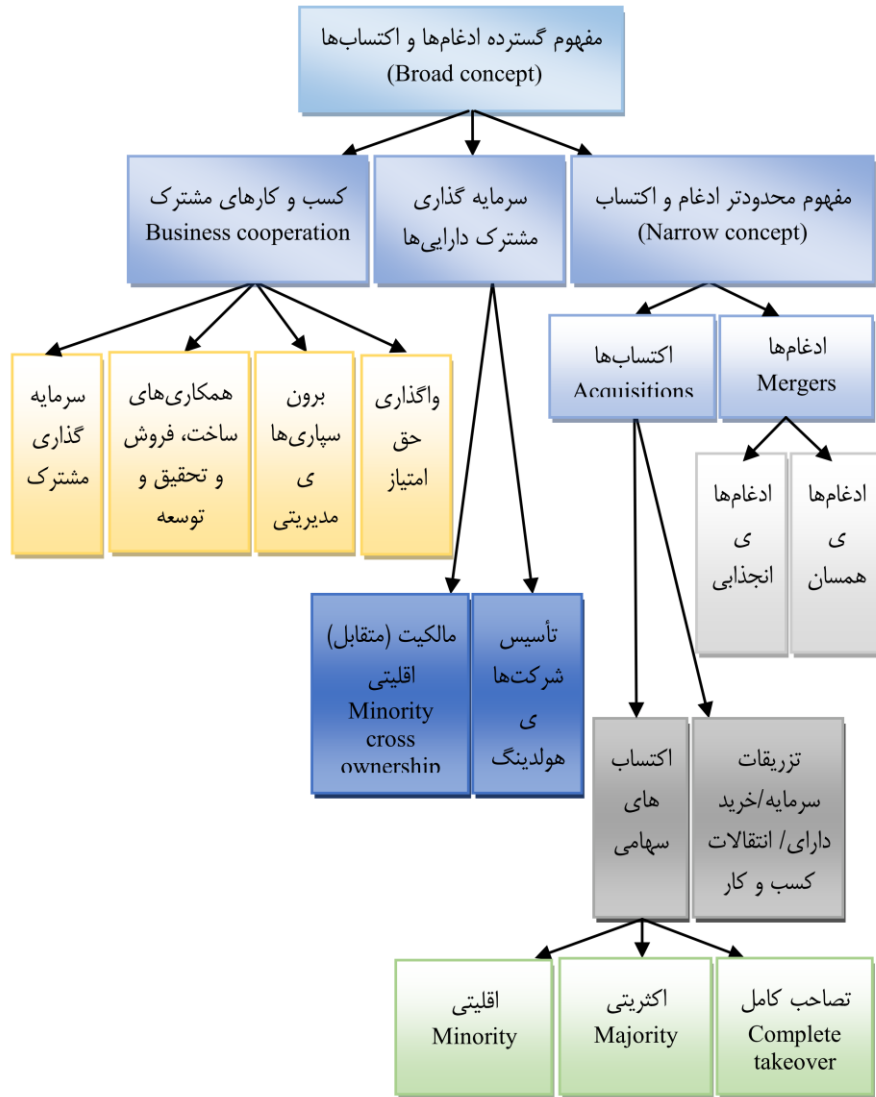 مفهوم گسترده ادغام‌ها و اکتساب‌ها
(Broad concept)
مفهوم محدودتر ادغام و اکتساب
(Narrow concept)
سرمایه گذاری
مشترک دارایی‌ها
کسب و کارهای مشترک
Business cooperation
ادغام‌ها
Mergers
اکتساب‌ها
Acquisitions
واگذاری
حق
امتیاز
برون
سپاری‌ها
ی
مدیریتی
همکاری‌های
ساخت، فروش
و تحقیق و
توسعه
سرمایه
گذاری
مشترک
ادغام‌ها
ی
همسان
ادغام‌ها
ی
انجذابی
تأسیس
شرکت‌ها
ی
هولدینگ
مالکیت (متقابل)
اقلیتی
Minority
cross
ownership
تزریقات
سرمایه/خرید
دارای/ انتقالات
کسب و کار
اکتساب
های
سهامی
تصاحب کامل
Complete
takeover
اکثریتی
Majority
اقلیتی
Minority